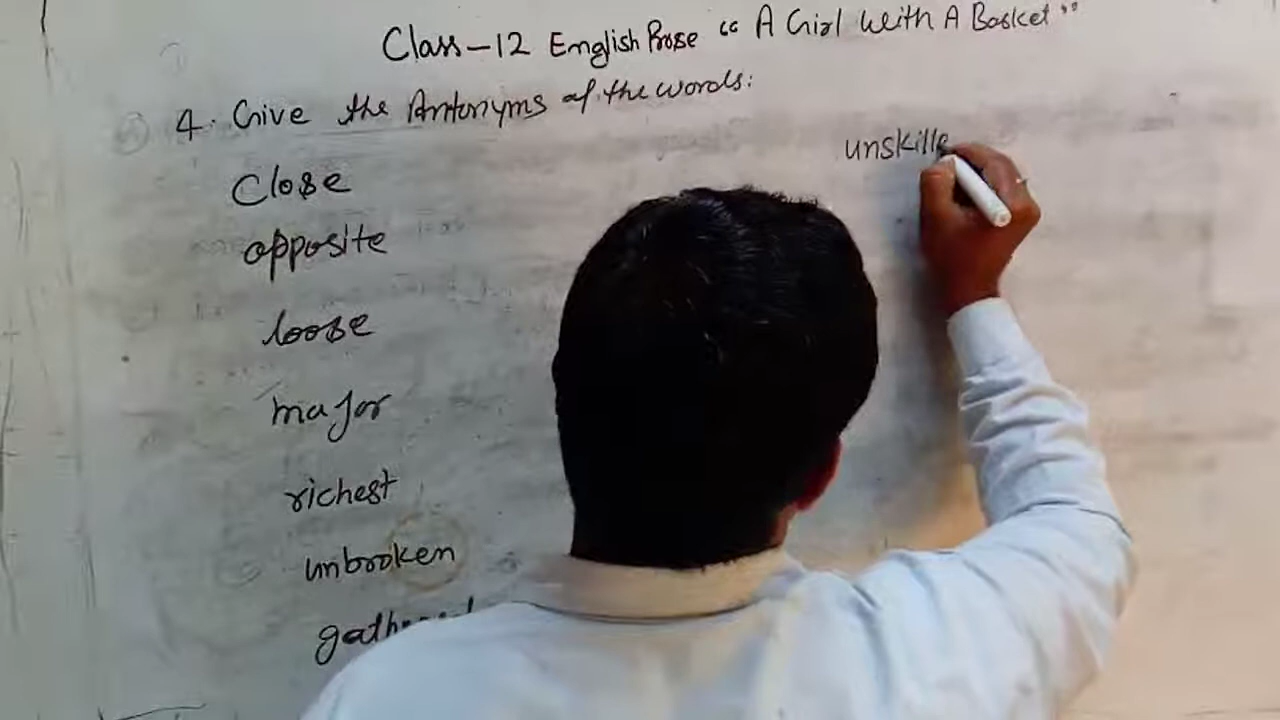 Class-12 English Prose "A Girl With A Basket"
4. Give the Antonyms of the words:
Close
unskille
opposite
loose
major
richest
unbroken